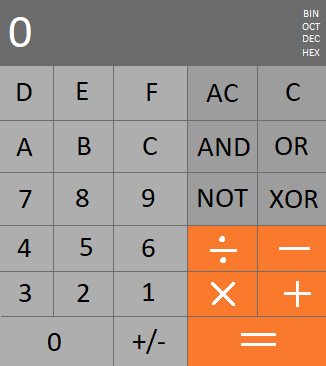 0
BIN
OCT
DEC
HEX
D E F AC C
A B C AND OR
7 8 9 NOT XOR
4 5 6 ÷ −
3 2 1 × +
0 +/- =